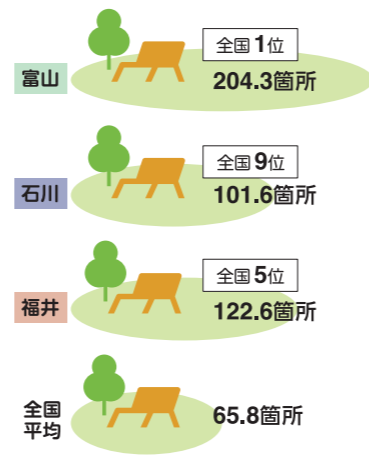 全国1位
富山
204.3箇所
全国9位
石川
101.6箇所
全国5位
福井
122.6箇所
全国
平均
65.8箇所